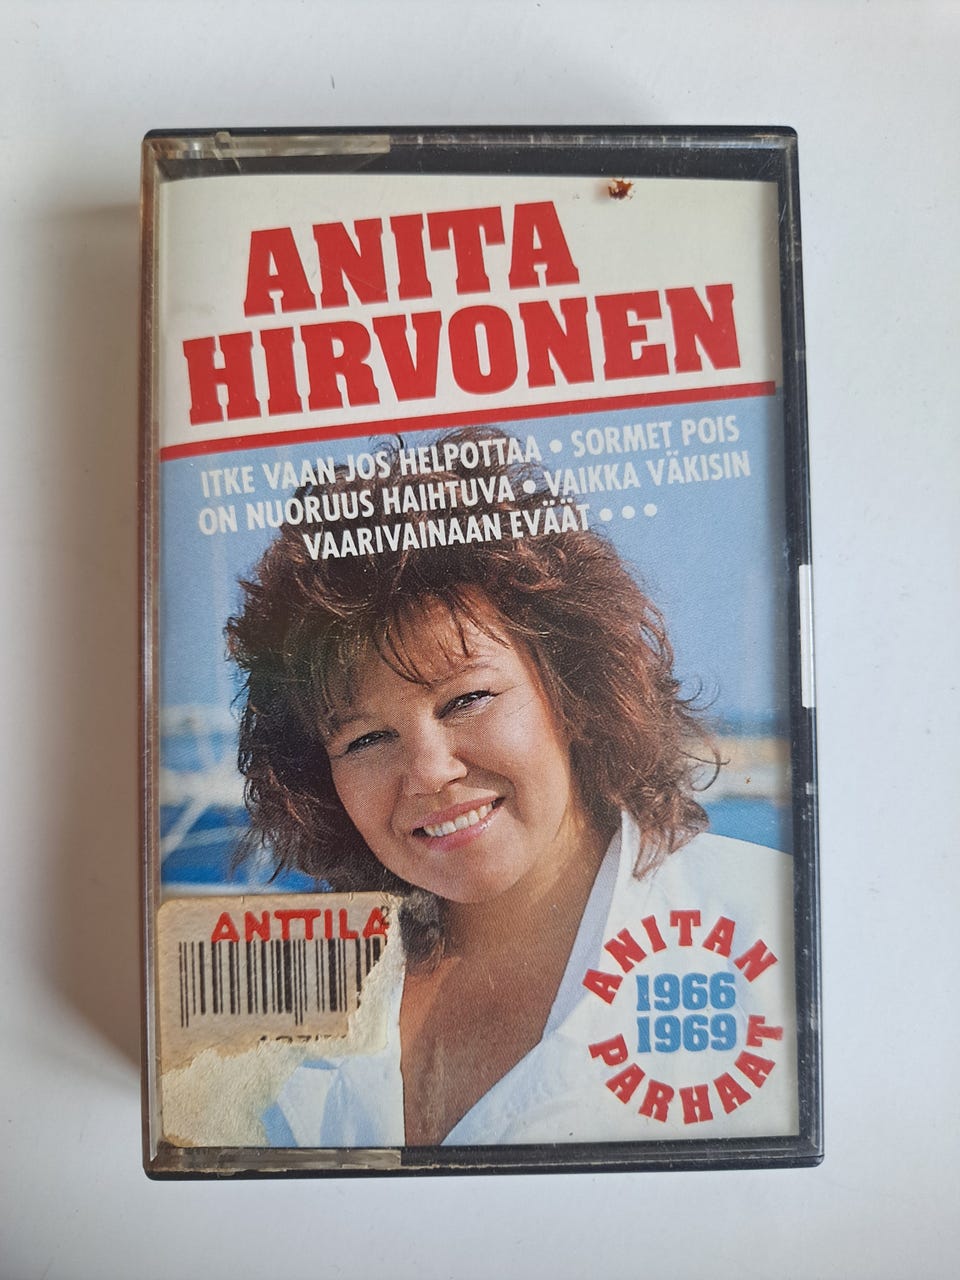 ANITA
HIRVONEN
ITKE VAAN JOS HELPOTTAA • SORMET POIS
ON NUORUUS HAIHTUVA • VAIKKA VÄKISIN
VAARIVAINAAN EVÄÄT • • •
ANTTILA
ANITAN
1966
1969
PARHAAT